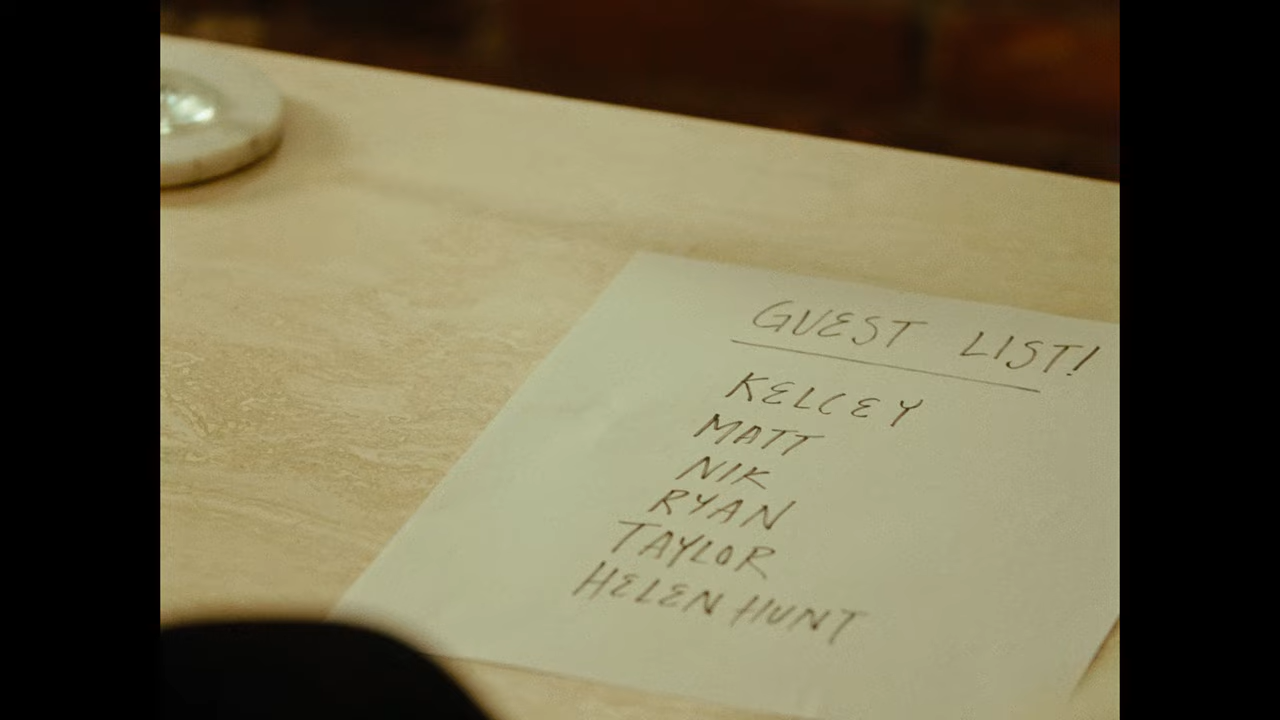 GUEST LIST!
KELCEY
MATT
NIK
RYAN
TAYLOR
HELEN HUNT